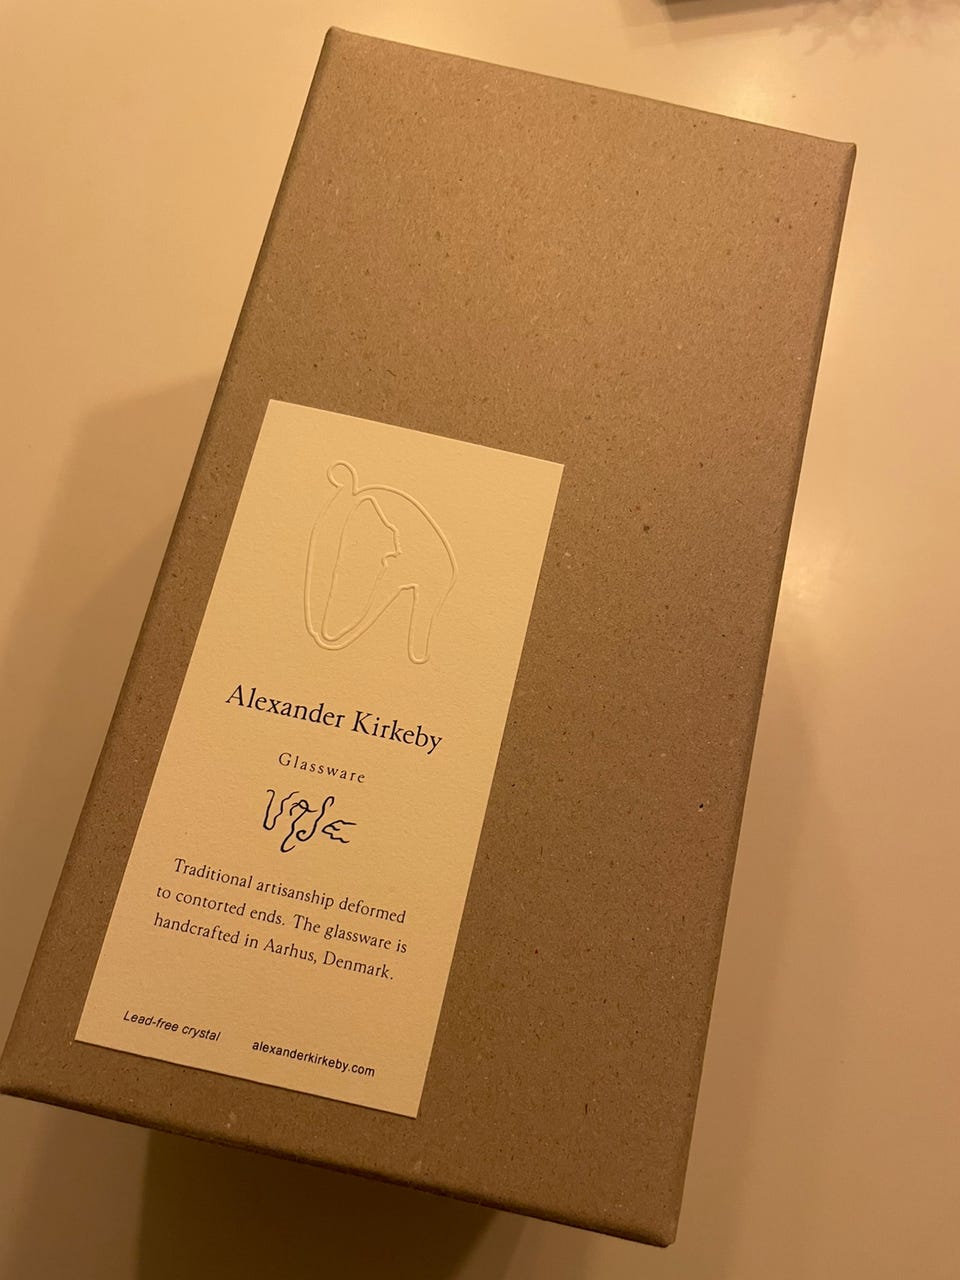 Alexander Kirkeby
Glassware
VASE
Traditional artisanship deformed
to contorted ends. The glassware is
handcrafted in Aarhus, Denmark.
Lead-free crystal
alexanderkirkeby.com